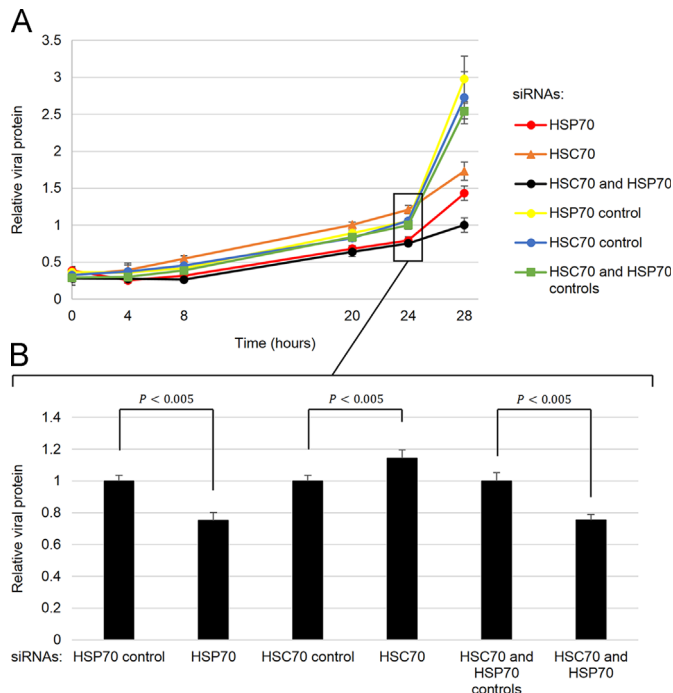 A
Relative viral protein
3.5
3
2.5
2
1.5
1
0.5
0
0 4 8 20 24 28
Time (hours)
siRNAs:
HSP70
HSC70
HSC70 and HSP70
HSP70 control
HSC70 control
HSC70 and HSP70
controls
B
P < 0.005 P < 0.005 P < 0.005
Relative viral protein
1.4
1.2
1
0.8
0.6
0.4
0.2
0
siRNAs: HSP70 control HSP70 HSC70 control HSC70 HSC70 and HSC70 and
HSP70 HSP70
controls